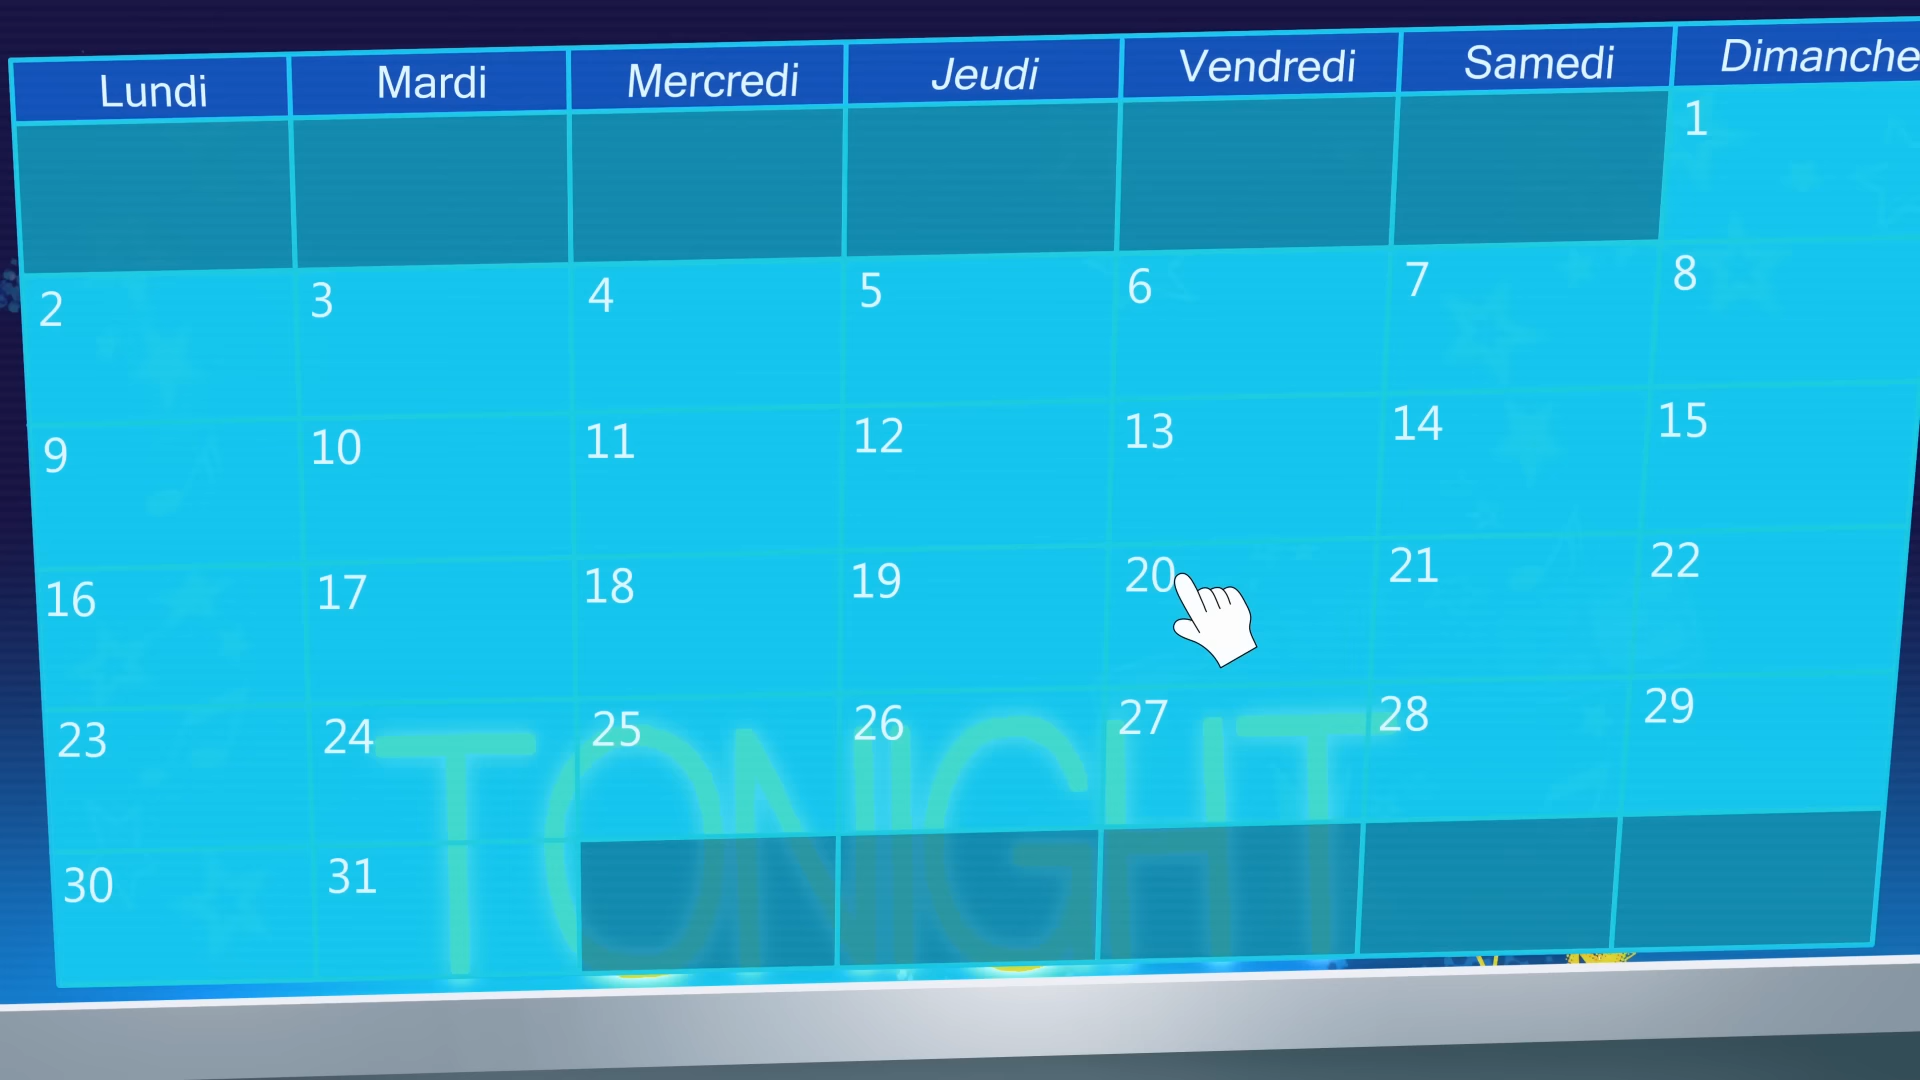 Lundi Mardi Mercredi Jeudi Vendredi Samedi Dimanche
1
2 3 4 5 6 7 8
9 10 11 12 13 14 15
16 17 18 19 20 21 22
23 24 25 26 27 28 29
TONIGHT
30 31